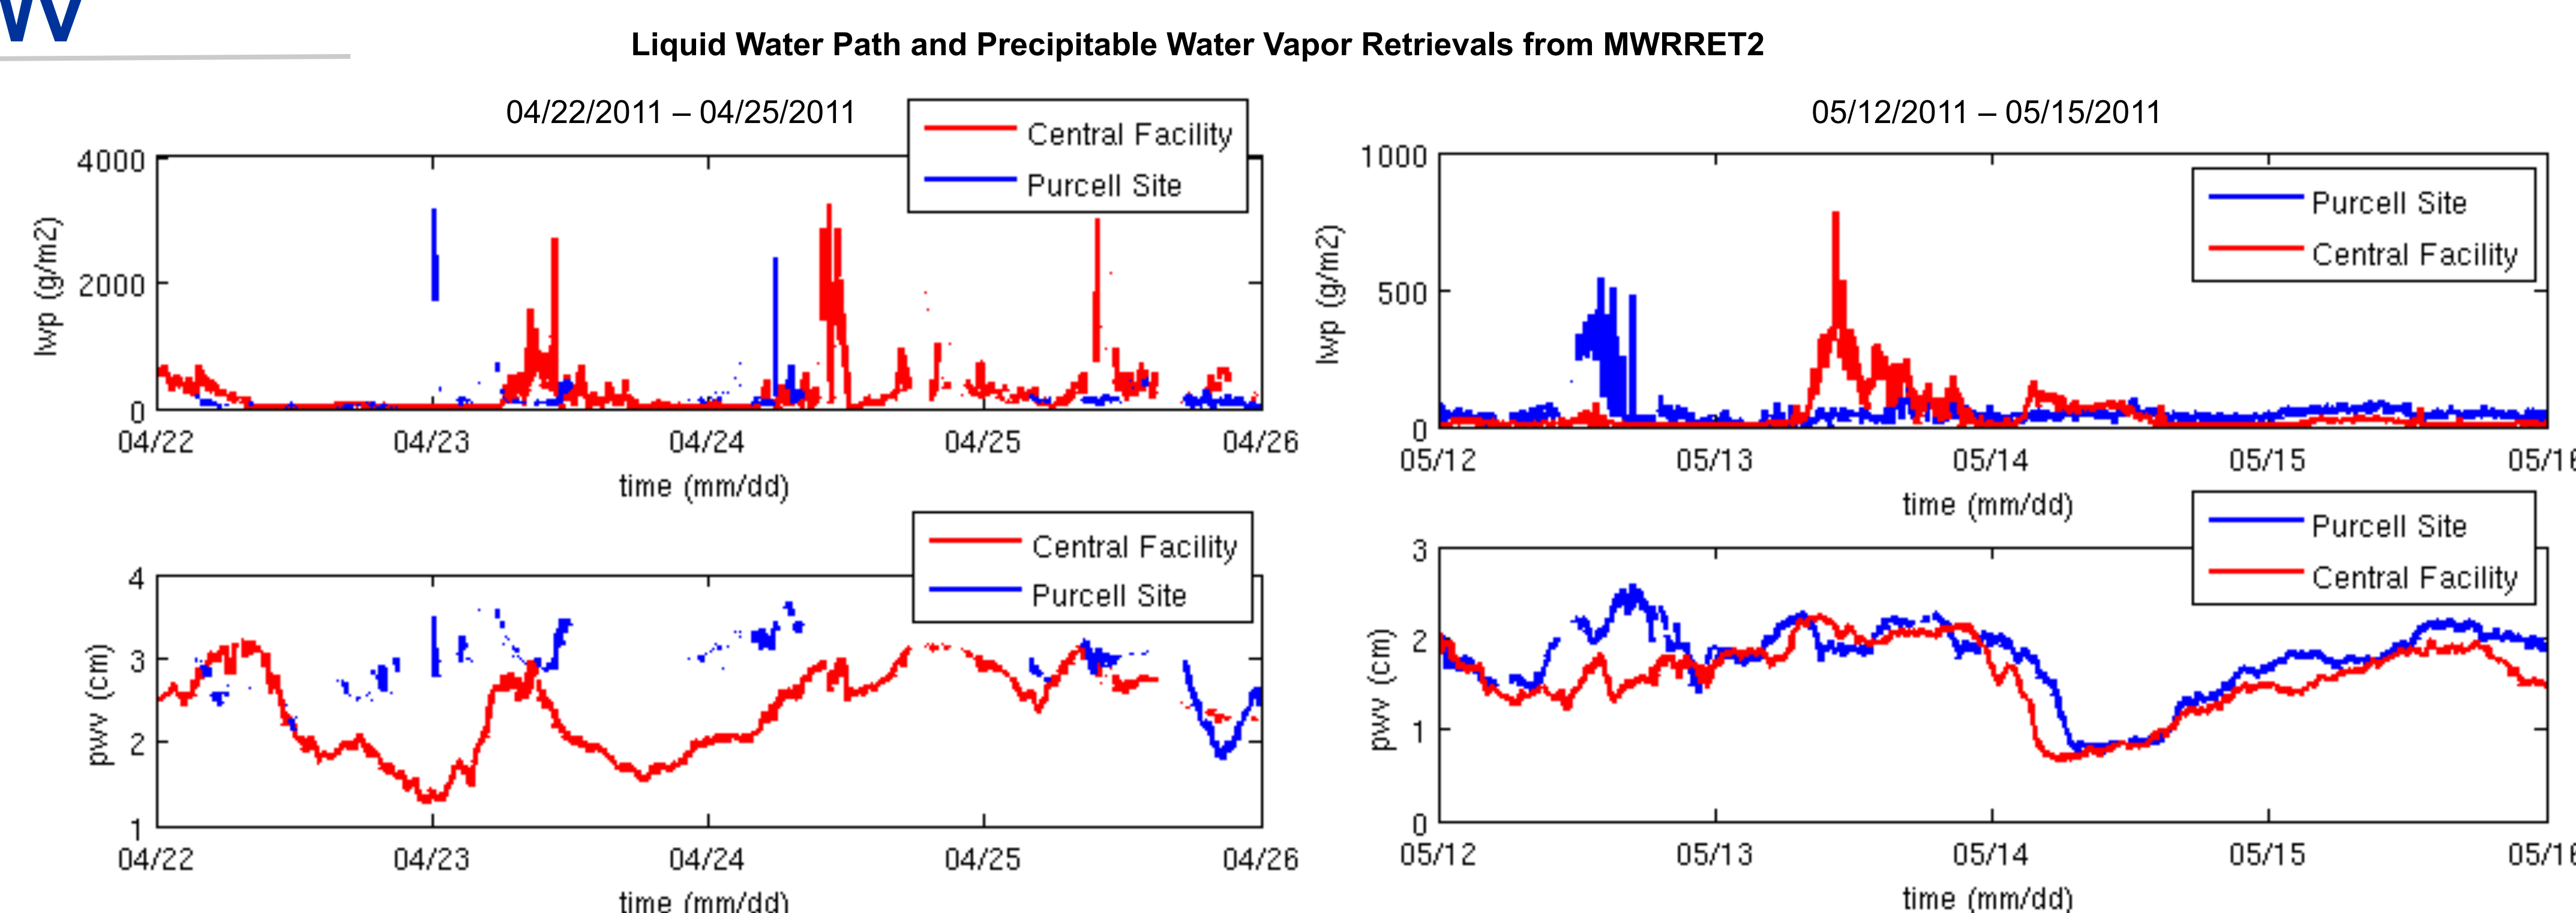 Liquid Water Path and Precipitable Water Vapor Retrievals from MWRRET2
04/22/2011 – 04/25/2011
Central Facility
Purcell Site
4000
2000
0
lwp (g/m2)
04/22 04/23 04/24 04/25 04/26
time (mm/dd)
Central Facility
Purcell Site
4
3
2
1
pwv (cm)
04/22 04/23 04/24 04/25 04/26
time (mm/dd)
05/12/2011 – 05/15/2011
Purcell Site
Central Facility
1000
500
0
lwp (g/m2)
05/12 05/13 05/14 05/15 05/16
time (mm/dd)
Purcell Site
Central Facility
3
2
1
0
pwv (cm)
05/12 05/13 05/14 05/15 05/16
time (mm/dd)